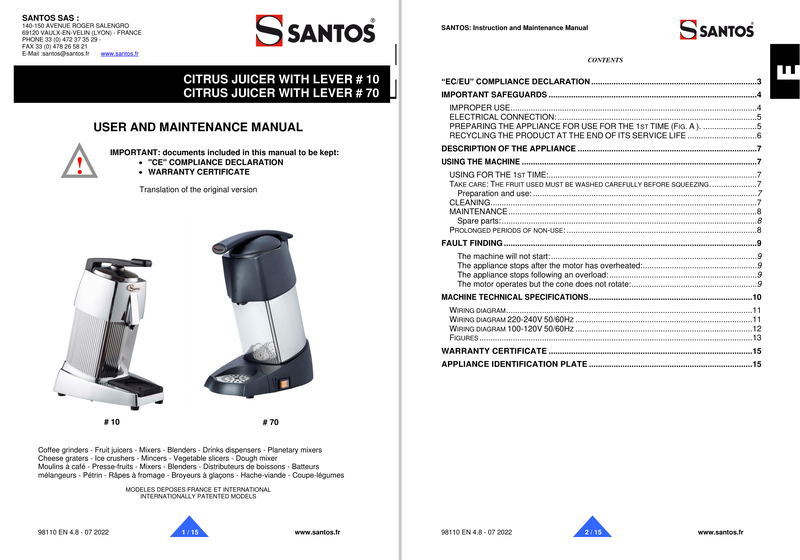 SANTOS SAS :
140-150 AVENUE ROGER SALENGRO
69120 VAULX-EN-VELIN (LYON) - FRANCE
PHONE 33 (0) 472 37 35 29 -
FAX 33 (0) 478 26 58 21
E-Mail :santos@santos.fr www.santos.fr
SANTOS®
CITRUS JUICER WITH LEVER # 10
CITRUS JUICER WITH LEVER # 70
USER AND MAINTENANCE MANUAL
IMPORTANT: documents included in this manual to be kept:
• "CE" COMPLIANCE DECLARATION
• WARRANTY CERTIFICATE
Translation of the original version
# 10 # 70
Coffee grinders - Fruit juicers - Mixers - Blenders - Drinks dispensers - Planetary mixers
Cheese graters - Ice crushers - Mincers - Vegetable slicers - Dough mixer
Moulins à café - Presse-fruits - Mixers - Blenders - Distributeurs de boissons - Batteurs
mélangeurs - Pétrin - Râpes à fromage - Broyeurs à glaçons - Hache-viande - Coupe-légumes
MODELES DEPOSES FRANCE ET INTERNATIONAL
INTERNATIONALLY PATENTED MODELS
98110 EN 4.8 - 07 2022 1 / 15 www.santos.fr
SANTOS: Instruction and Maintenance Manual
SANTOS®
E
CONTENTS
“EC/EU” COMPLIANCE DECLARATION...3
IMPORTANT SAFEGUARDS...4
IMPROPER USE...4
ELECTRICAL CONNECTION:...5
PREPARING THE APPLIANCE FOR USE FOR THE 1ST TIME (FIG. A )....5
RECYCLING THE PRODUCT AT THE END OF ITS SERVICE LIFE...6
DESCRIPTION OF THE APPLIANCE...7
USING THE MACHINE...7
USING FOR THE 1ST TIME:...7
TAKE CARE: THE FRUIT USED MUST BE WASHED CAREFULLY BEFORE SQUEEZING....7
Preparation and use:...7
CLEANING...7
MAINTENANCE...8
Spare parts:...8
PROLONGED PERIODS OF NON-USE:...8
FAULT FINDING...9
The machine will not start:...9
The appliance stops after the motor has overheated:...9
The appliance stops following an overload:...9
The motor operates but the cone does not rotate:...9
MACHINE TECHNICAL SPECIFICATIONS...10
WIRING DIAGRAM...11
WIRING DIAGRAM 220-240V 50/60Hz...11
WIRING DIAGRAM 100-120V 50/60Hz...12
FIGURES...13
WARRANTY CERTIFICATE...15
APPLIANCE IDENTIFICATION PLATE...15
98110 EN 4.8 - 07 2022 2 / 15 www.santos.fr